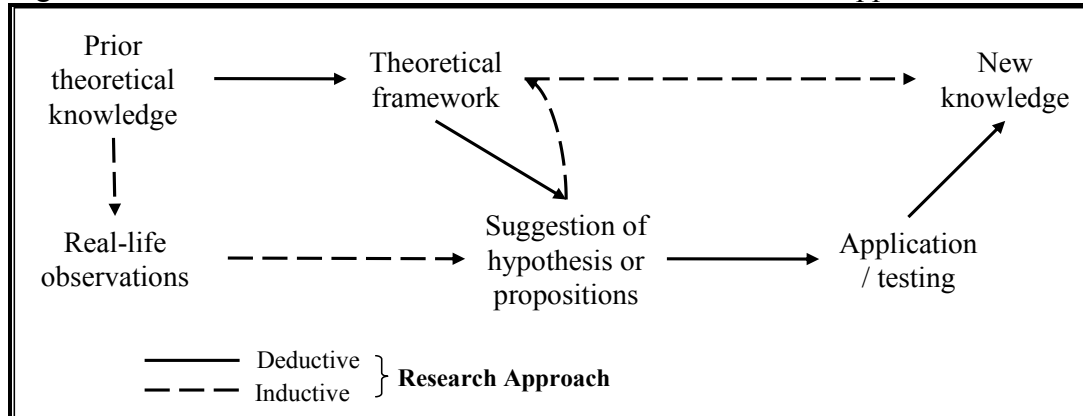 Prior
theoretical
knowledge
Theoretical
framework
New
knowledge
Real-life
observations
Suggestion of
hypothesis or
propositions
Application
/ testing
Deductive
Inductive
Research Approach